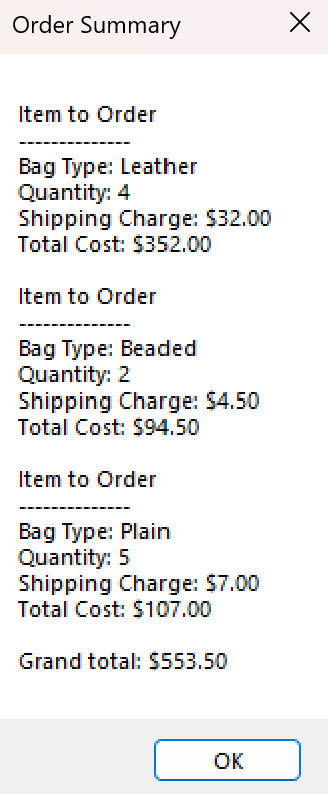 Order Summary
Item to Order
--------------
Bag Type: Leather
Quantity: 4
Shipping Charge: $32.00
Total Cost: $352.00
Item to Order
--------------
Bag Type: Beaded
Quantity: 2
Shipping Charge: $4.50
Total Cost: $94.50
Item to Order
--------------
Bag Type: Plain
Quantity: 5
Shipping Charge: $7.00
Total Cost: $107.00
Grand total: $553.50
OK